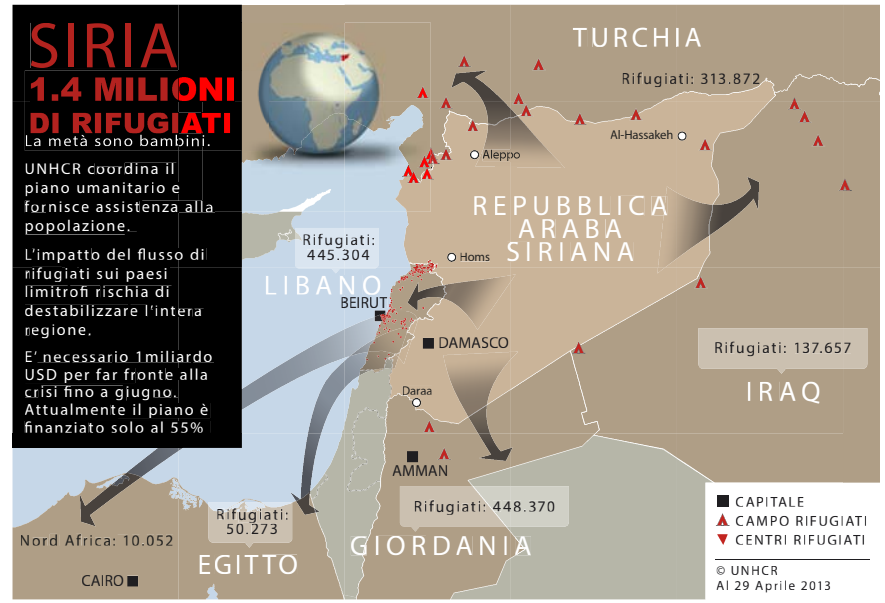 SIRIA
1.4 MILIONI
DI RIFUGIATI
La metà sono bambini.
UNHCR coordina il
piano umanitario e
fornisce assistenza alla
popolazione.
L'impatto del flusso di
rifugiati sui paesi
limitrofi rischia di
destabilizzare l'intera
regione.
E' necessario 1miliardo
USD per far fronte alla
crisi fino a giugno.
Attualmente il piano è
finanziato solo al 55%
TURCHIA
Rifugiati: 313.872
Al-Hassakeh
Aleppo
REPUBBLICA
ARABA
SIRIANA
Rifugiati:
445.304
Homs
LIBANO
BEIRUT
DAMASCO
Rifugiati: 137.657
IRAQ
Daraa
AMMAN
Rifugiati: 448.370
GIORDANIA
Rifugiati:
50.273
EGITTO
Nord Africa: 10.052
CAIRO
CAPITALE
CAMPO RIFUGIATI
CENTRI RIFUGIATI
© UNHCR
Al 29 Aprile 2013